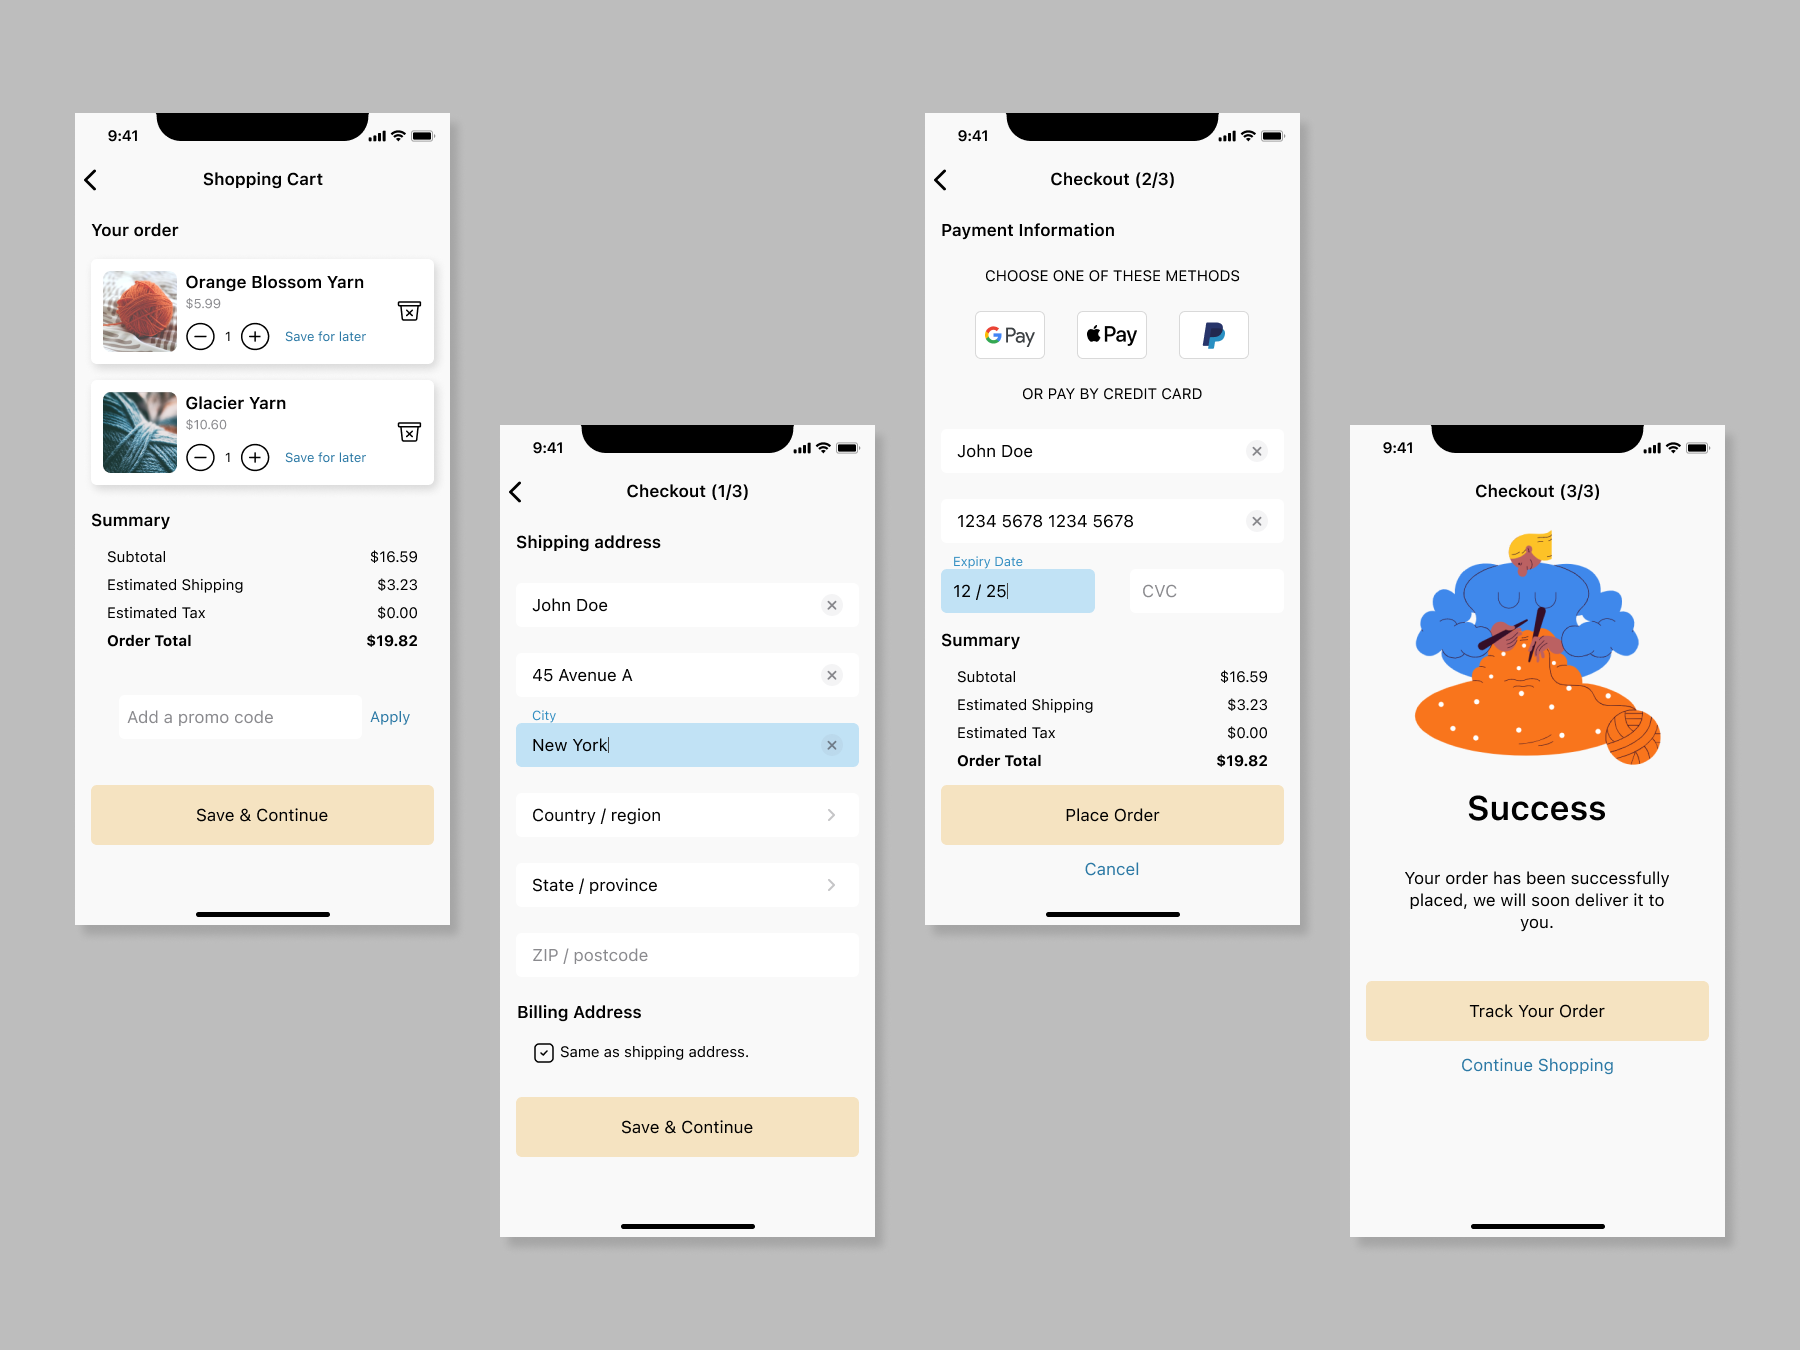 9:41
Shopping Cart
Your order
Orange Blossom Yarn
$5.99
1
Save for later
Glacier Yarn
$10.60
1
Save for later
Summary
Subtotal $16.59
Estimated Shipping $3.23
Estimated Tax $0.00
Order Total $19.82
Add a promo code Apply
Save & Continue
9:41
Checkout (1/3)
Shipping address
John Doe
45 Avenue A
City
New York
Country / region
State / province
ZIP / postcode
Billing Address
Same as shipping address.
Save & Continue
9:41
Checkout (2/3)
Payment Information
CHOOSE ONE OF THESE METHODS
G Pay Pay P
OR PAY BY CREDIT CARD
John Doe
1234 5678 1234 5678
Expiry Date
12 / 25 CVC
Summary
Subtotal $16.59
Estimated Shipping $3.23
Estimated Tax $0.00
Order Total $19.82
Place Order
Cancel
9:41
Checkout (3/3)
Success
Your order has been successfully
placed, we will soon deliver it to
you.
Track Your Order
Continue Shopping